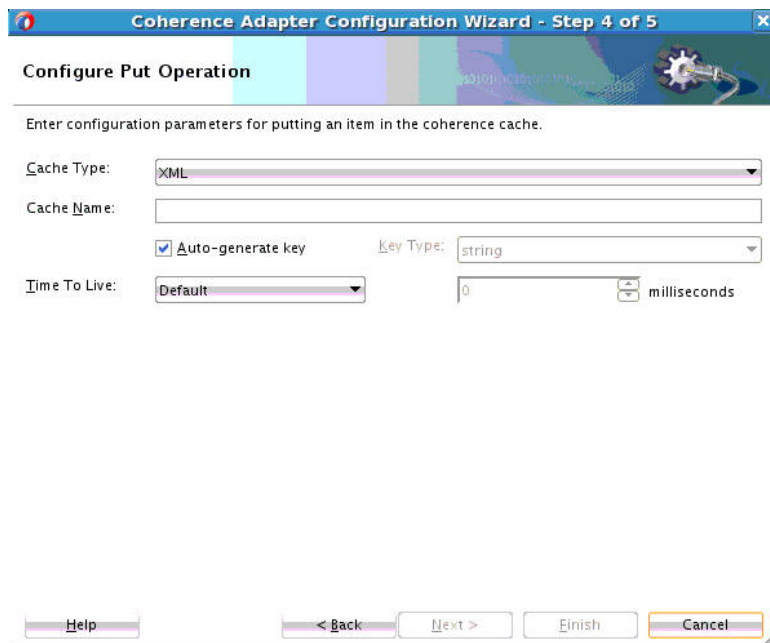 Coherence Adapter Configuration Wizard - Step 4 of 5
Configure Put Operation
Enter configuration parameters for putting an item in the coherence cache.
Cache Type: XML
Cache Name:
Auto-generate key Key Type: string
Time To Live: Default 0 milliseconds
Help < Back Next > Finish Cancel